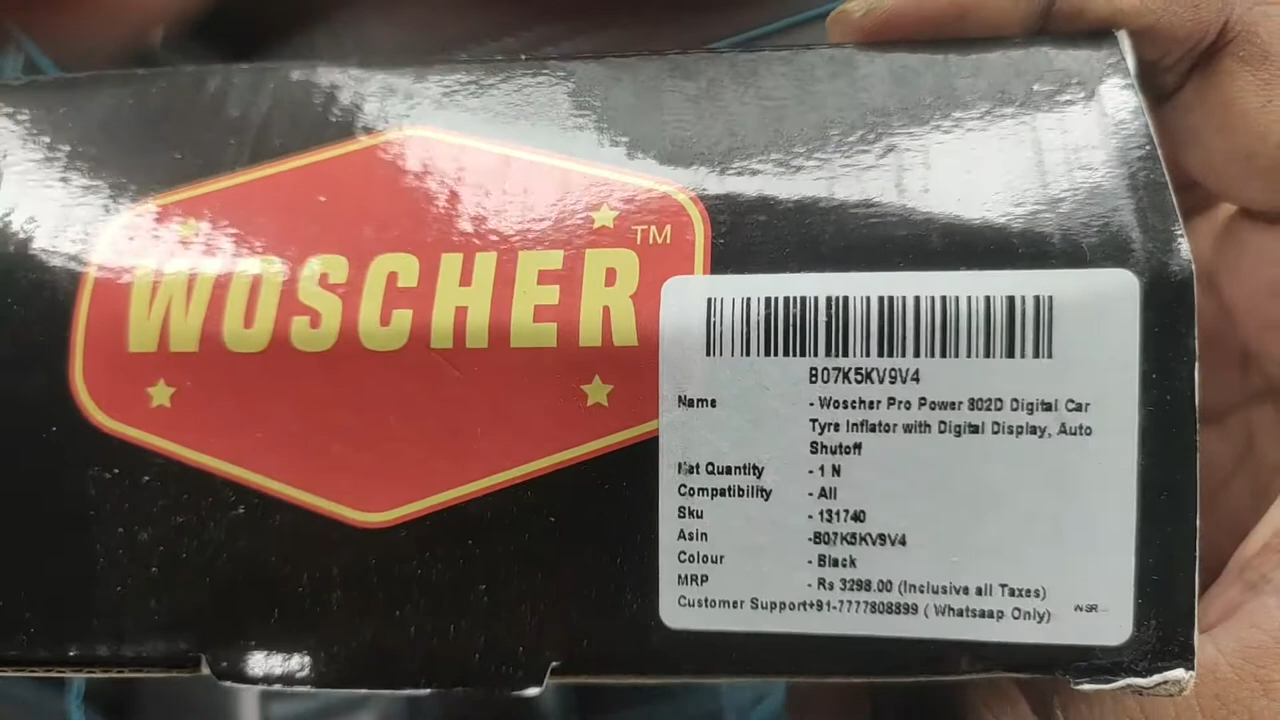 WOSCHER TM
B07K5KV9V4
Name - Woscher Pro Power 802D Digital Car
Tyre Inflator with Digital Display, Auto
Shutoff
Net Quantity - 1 N
Compatibility - All
Sku - 131740
Asin -B07K5KV9V4
Colour - Black
MRP - Rs 3298.00 (Inclusive all Taxes)
Customer Support+91-7777808899 ( Whatsaap Only)